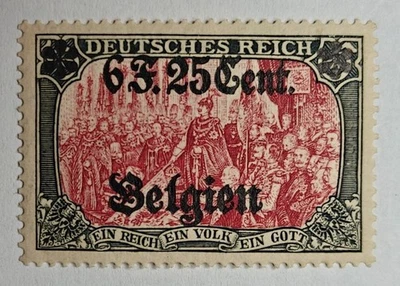 DEUTSCHES REICH
6 F. 25 Cent.
Belgien
EIN REICH EIN VOLK EIN GOTT